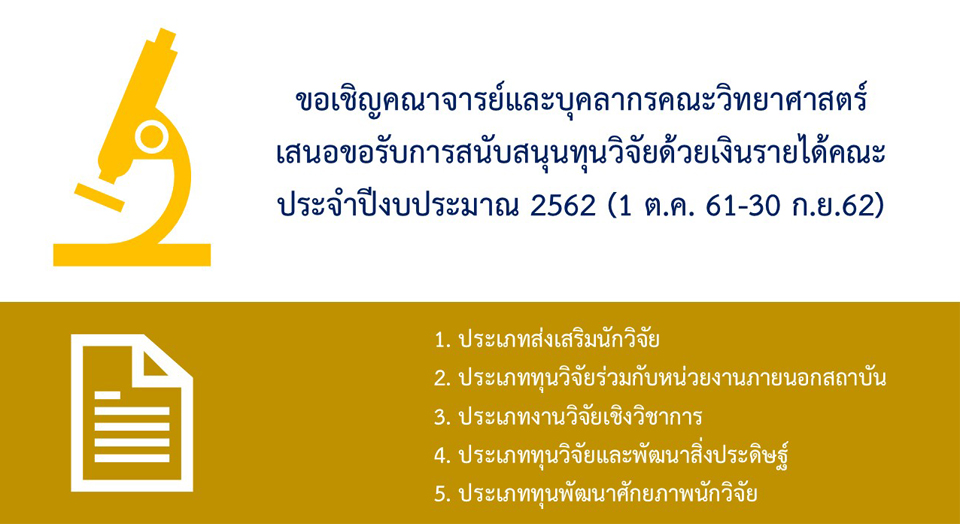 ขอเชิญคณาจารย์และบุคลากรคณะวิทยาศาสตร์
เสนอขอรับการสนับสนุนทุนวิจัยด้วยเงินรายได้คณะ
ประจำปีงบประมาณ 2562 (1 ต.ค. 61-30 ก.ย.62)
1. ประเภทส่งเสริมนักวิจัย
2. ประเภททุนวิจัยร่วมกับหน่วยงานภายนอกสถาบัน
3. ประเภทงานวิจัยเชิงวิชาการ
4. ประเภททุนวิจัยและพัฒนาสิ่งประดิษฐ์
5. ประเภททุนพัฒนาศักยภาพนักวิจัย